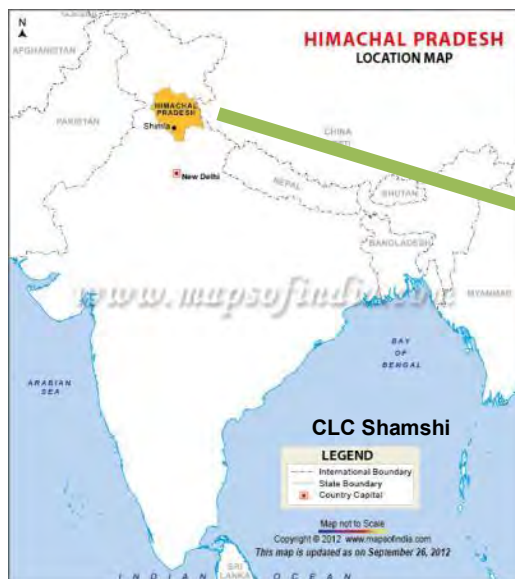 N
HIMACHAL PRADESH
LOCATION MAP
AFGHANISTAN
PAKISTAN
HIMACHAL
PRADESH
Shimla
CHINA
New Delhi
NEPAL
BHUTAN
BANGLADESH
MYANMAR
www.mapsofindia.com
BAY
OF
BENGAL
ARABIAN
SEA
CLC Shamshi
LEGEND
International Boundary
State Boundary
Country Capital
Map not to Scale
Copyright © 2012 www.mapsofindia.com
This map is updated as on September 26, 2012
SRI
LANKA
INDIAN